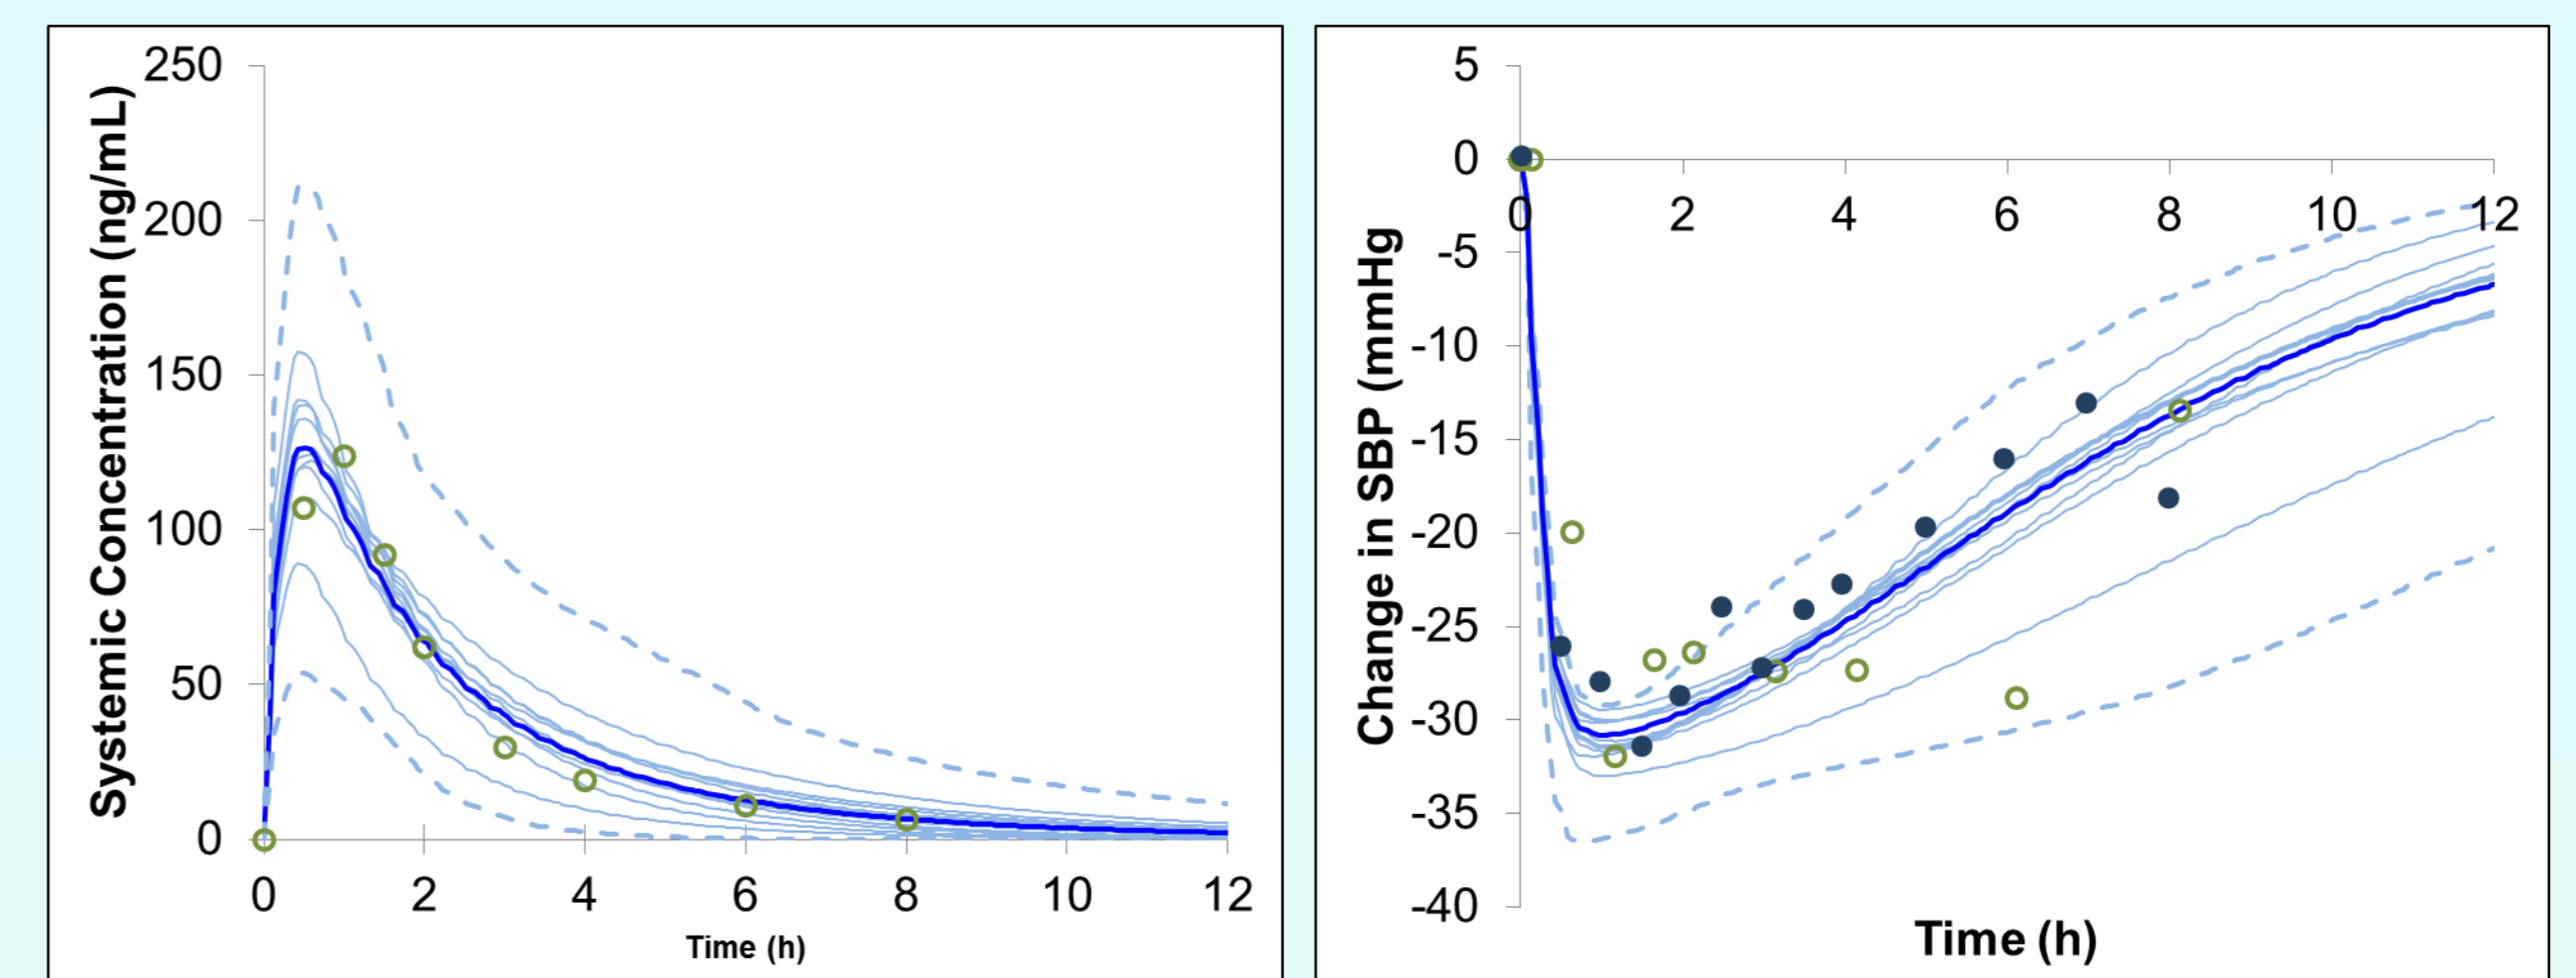 Systemic Concentration (ng/mL)
250
200
150
100
50
0
0 2 4 6 8 10 12
Time (h)
Change in SBP (mmHg
5
0
-5
-10
-15
-20
-25
-30
-35
-40
0 2 4 6 8 10 12
Time (h)